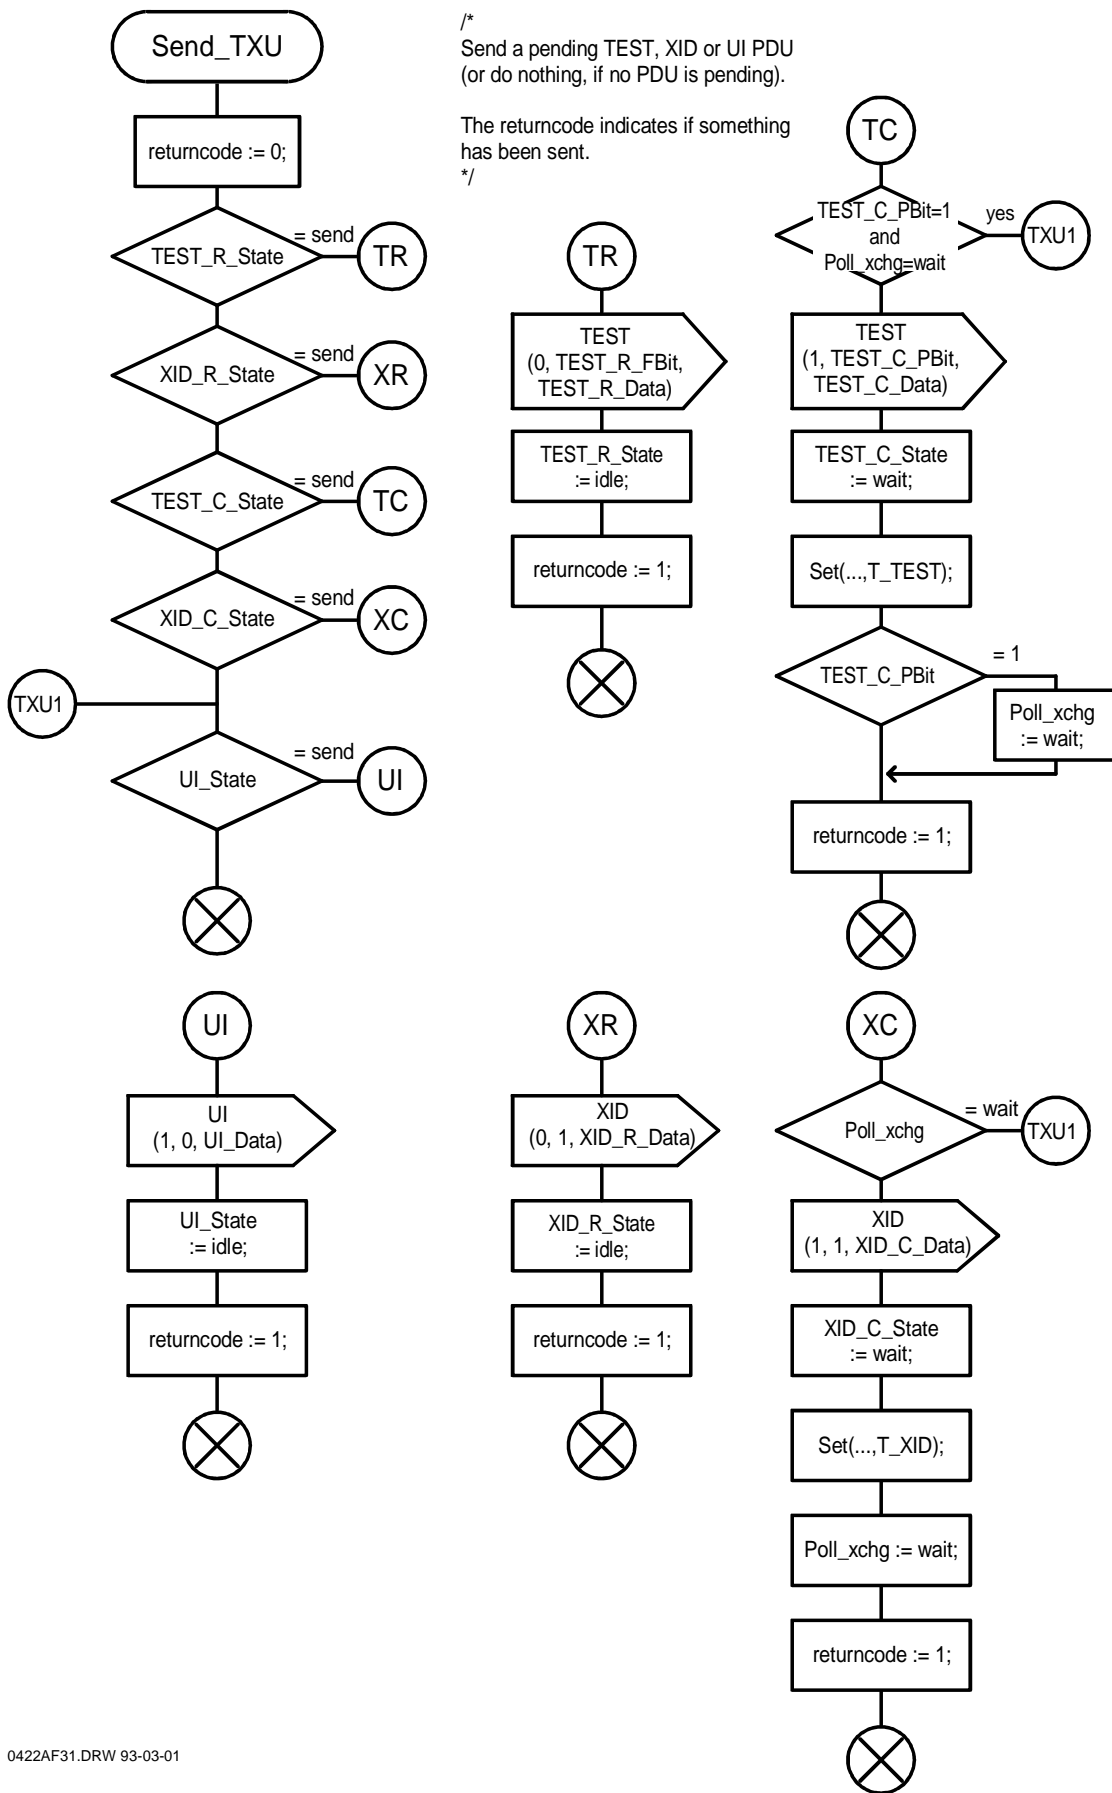 Send_TXU
/*
Send a pending TEST, XID or UI PDU
(or do nothing, if no PDU is pending).
The returncode indicates if something
has been sent.
*/
returncode := 0;
TEST_R_State
= send
TR
XID_R_State
= send
XR
TEST_C_State
= send
TC
XID_C_State
= send
XC
TXU1
UI_State
= send
UI
TR
TEST
(0, TEST_R_FBit,
TEST_R_Data)
TEST_R_State
:= idle;
returncode := 1;
TC
TEST_C_PBit=1
and
Poll_xchg=wait
yes
TXU1
TEST
(1, TEST_C_PBit,
TEST_C_Data)
TEST_C_State
:= wait;
Set(...,T_TEST);
TEST_C_PBit
= 1
Poll_xchg
:= wait;
returncode := 1;
UI
UI
(1, 0, UI_Data)
UI_State
:= idle;
returncode := 1;
XR
XID
(0, 1, XID_R_Data)
XID_R_State
:= idle;
returncode := 1;
XC
Poll_xchg
= wait
TXU1
XID
(1, 1, XID_C_Data)
XID_C_State
:= wait;
Set(...,T_XID);
Poll_xchg := wait;
returncode := 1;
0422AF31.DRW 93-03-01